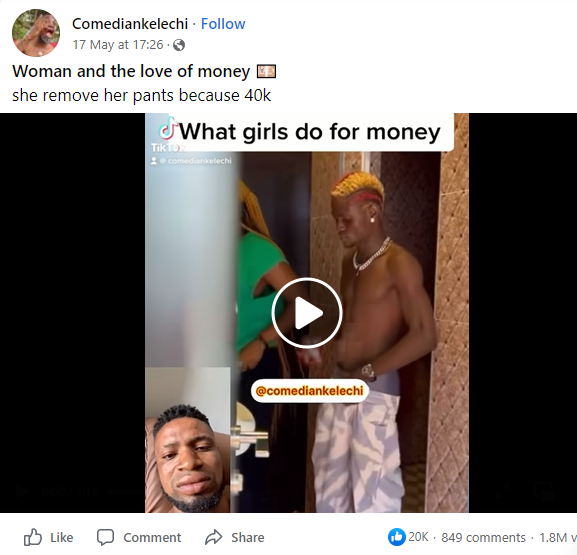 Comediankelechi · Follow
17 May at 17:26 ·
Woman and the love of money
she remove her pants because 40k
What girls do for money
TikTok
@ comediankelechi
@comediankelechi
Like Comment Share 20K · 849 comments · 1.8M v